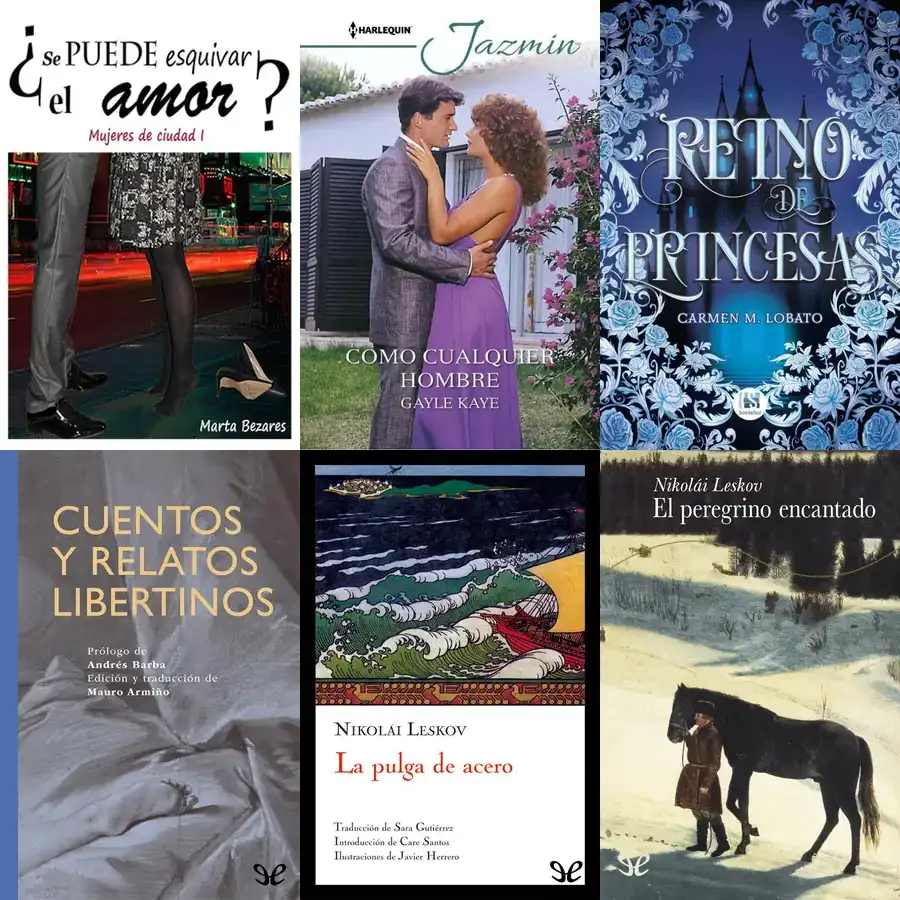 ¿se PUEDE esquivar
el amor?
Mujeres de ciudad I
Marta Bezares
HARLEQUIN
Jazmín
COMO CUALQUIER
HOMBRE
GAYLE KAYE
REINO
DE
PRINCESAS
CARMEN M. LOBATO
CUENTOS
Y RELATOS
LIBERTINOS
Prólogo de
Andrés Barba
Edición y traducción de
Mauro Armiño
Nikolái Leskov
La pulga de acero
Traducción de Sara Gutiérrez
Introducción de Care Santos
Ilustraciones de Javier Herrero
Nikolái Leskov
El peregrino encantado